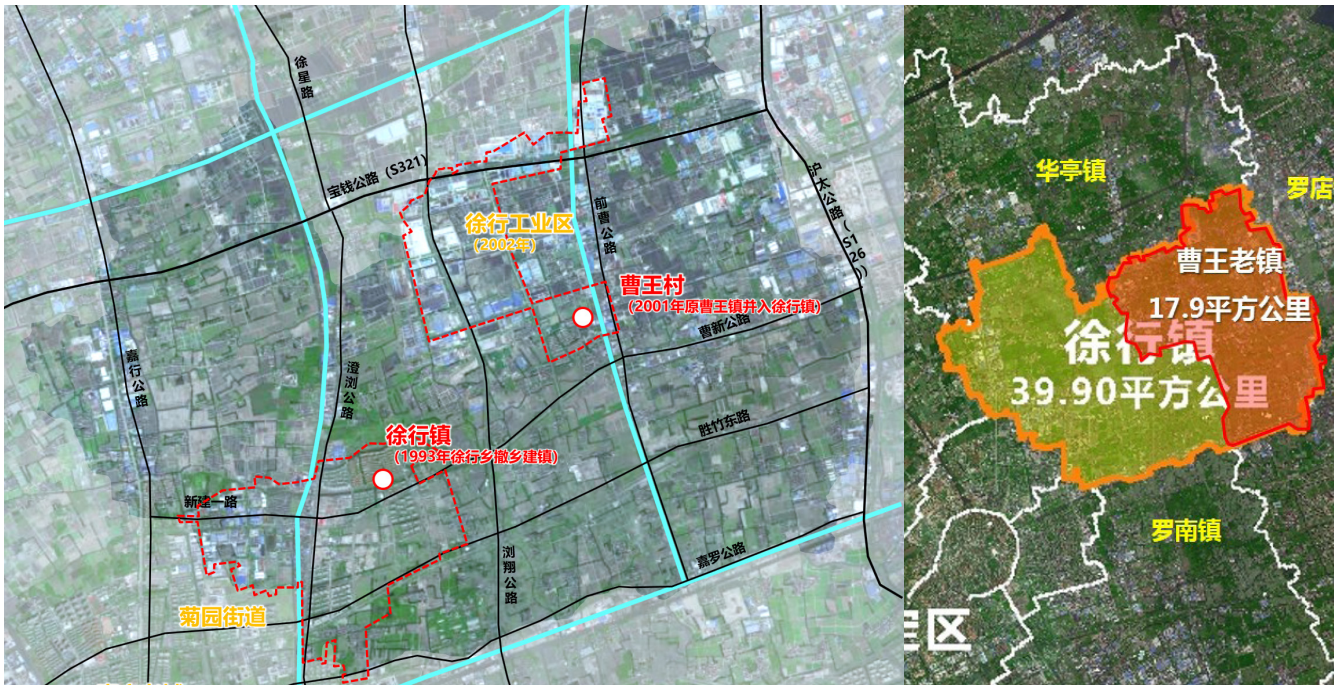 徐星路
宝钱公路（S321）
沪太公路（S126）
徐行工业区
（2002年）
前曹公路
曹王村
（2001年原曹王镇并入徐行镇）
曹新公路
嘉行公路
澄浏公路
胜竹东路
徐行镇
（1993年徐行乡撤乡建镇）
新建一路
浏翔公路
嘉罗公路
菊园街道
华亭镇
罗店
曹王老镇
17.9平方公里
徐行镇
39.90平方公里
罗南镇
区